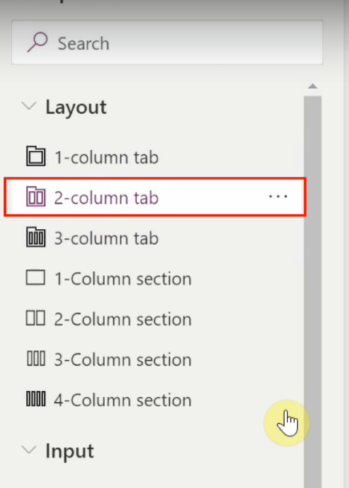 Search
Layout
1-column tab
2-column tab
3-column tab
1-Column section
2-Column section
3-Column section
4-Column section
Input